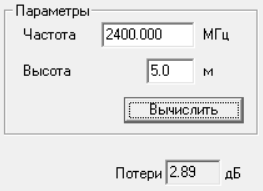 Параметры
Частота 2400.000 МГц
Высота 5.0 м
Вычислить
Потери 2.89 дБ